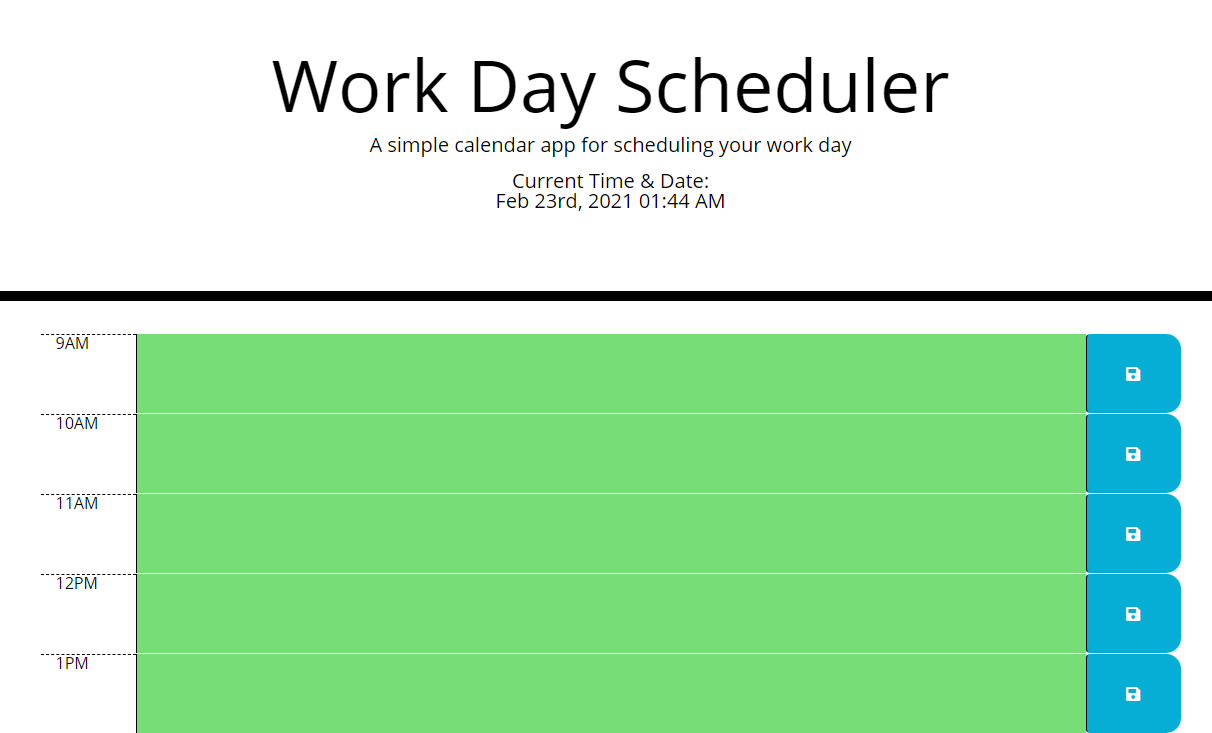 Work Day Scheduler
A simple calendar app for scheduling your work day
Current Time & Date:
Feb 23rd, 2021 01:44 AM
9AM
10AM
11AM
12PM
1PM